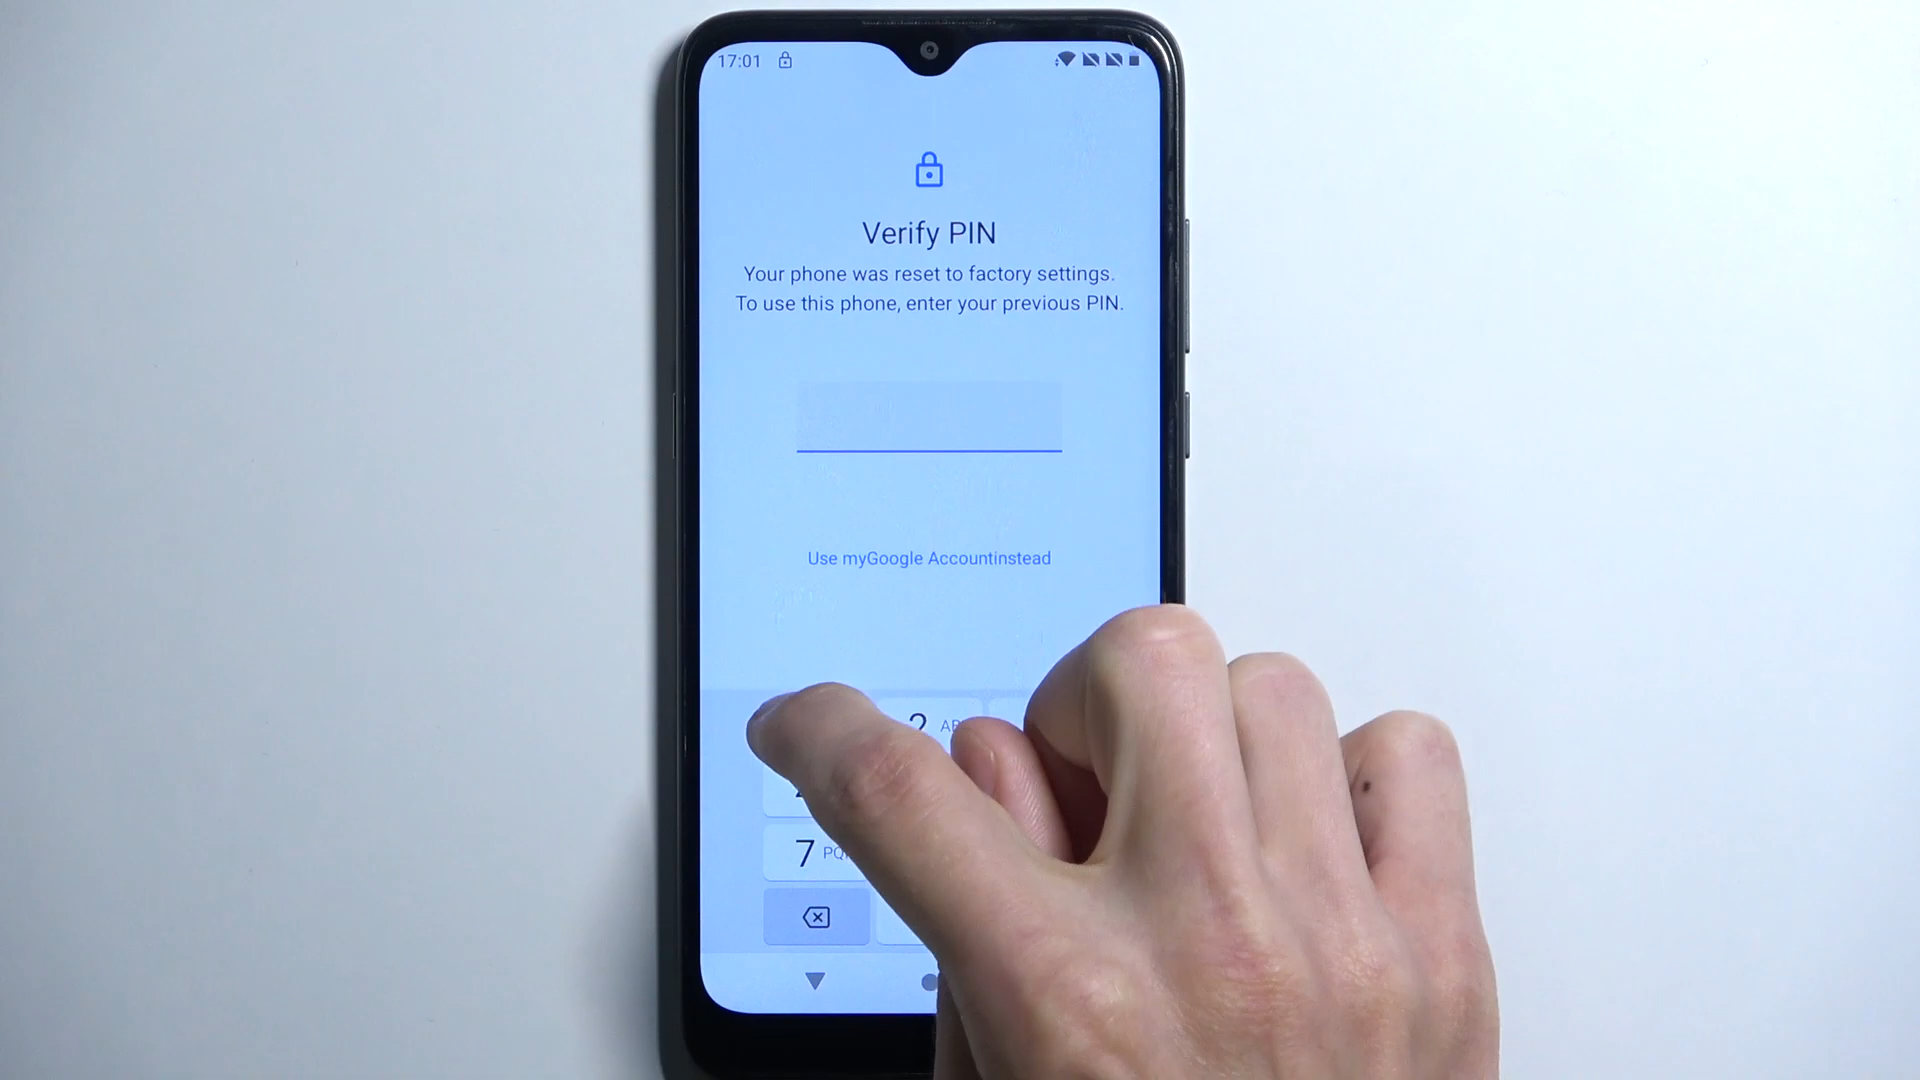 17:01
Verify PIN
Your phone was reset to factory settings.
To use this phone, enter your previous PIN.
Use myGoogle Accountinstead
2
7